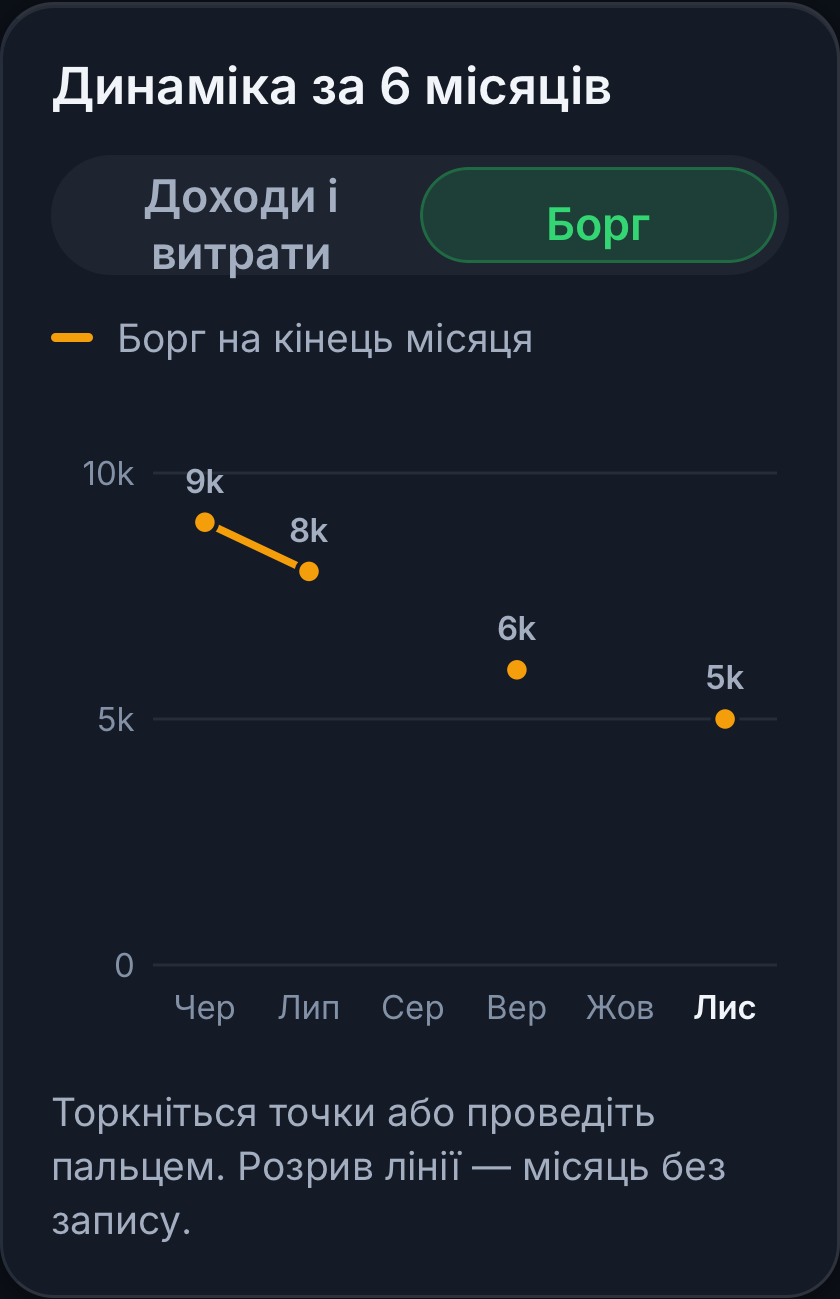 Динаміка за 6 місяців
Доходи і
витрати
Борг
Борг на кінець місяця
10k
9k
8k
6k
5k
5k
0
Чер Лип Сер Вер Жов Лис
Торкніться точки або проведіть
пальцем. Розрив лінії — місяць без
запису.